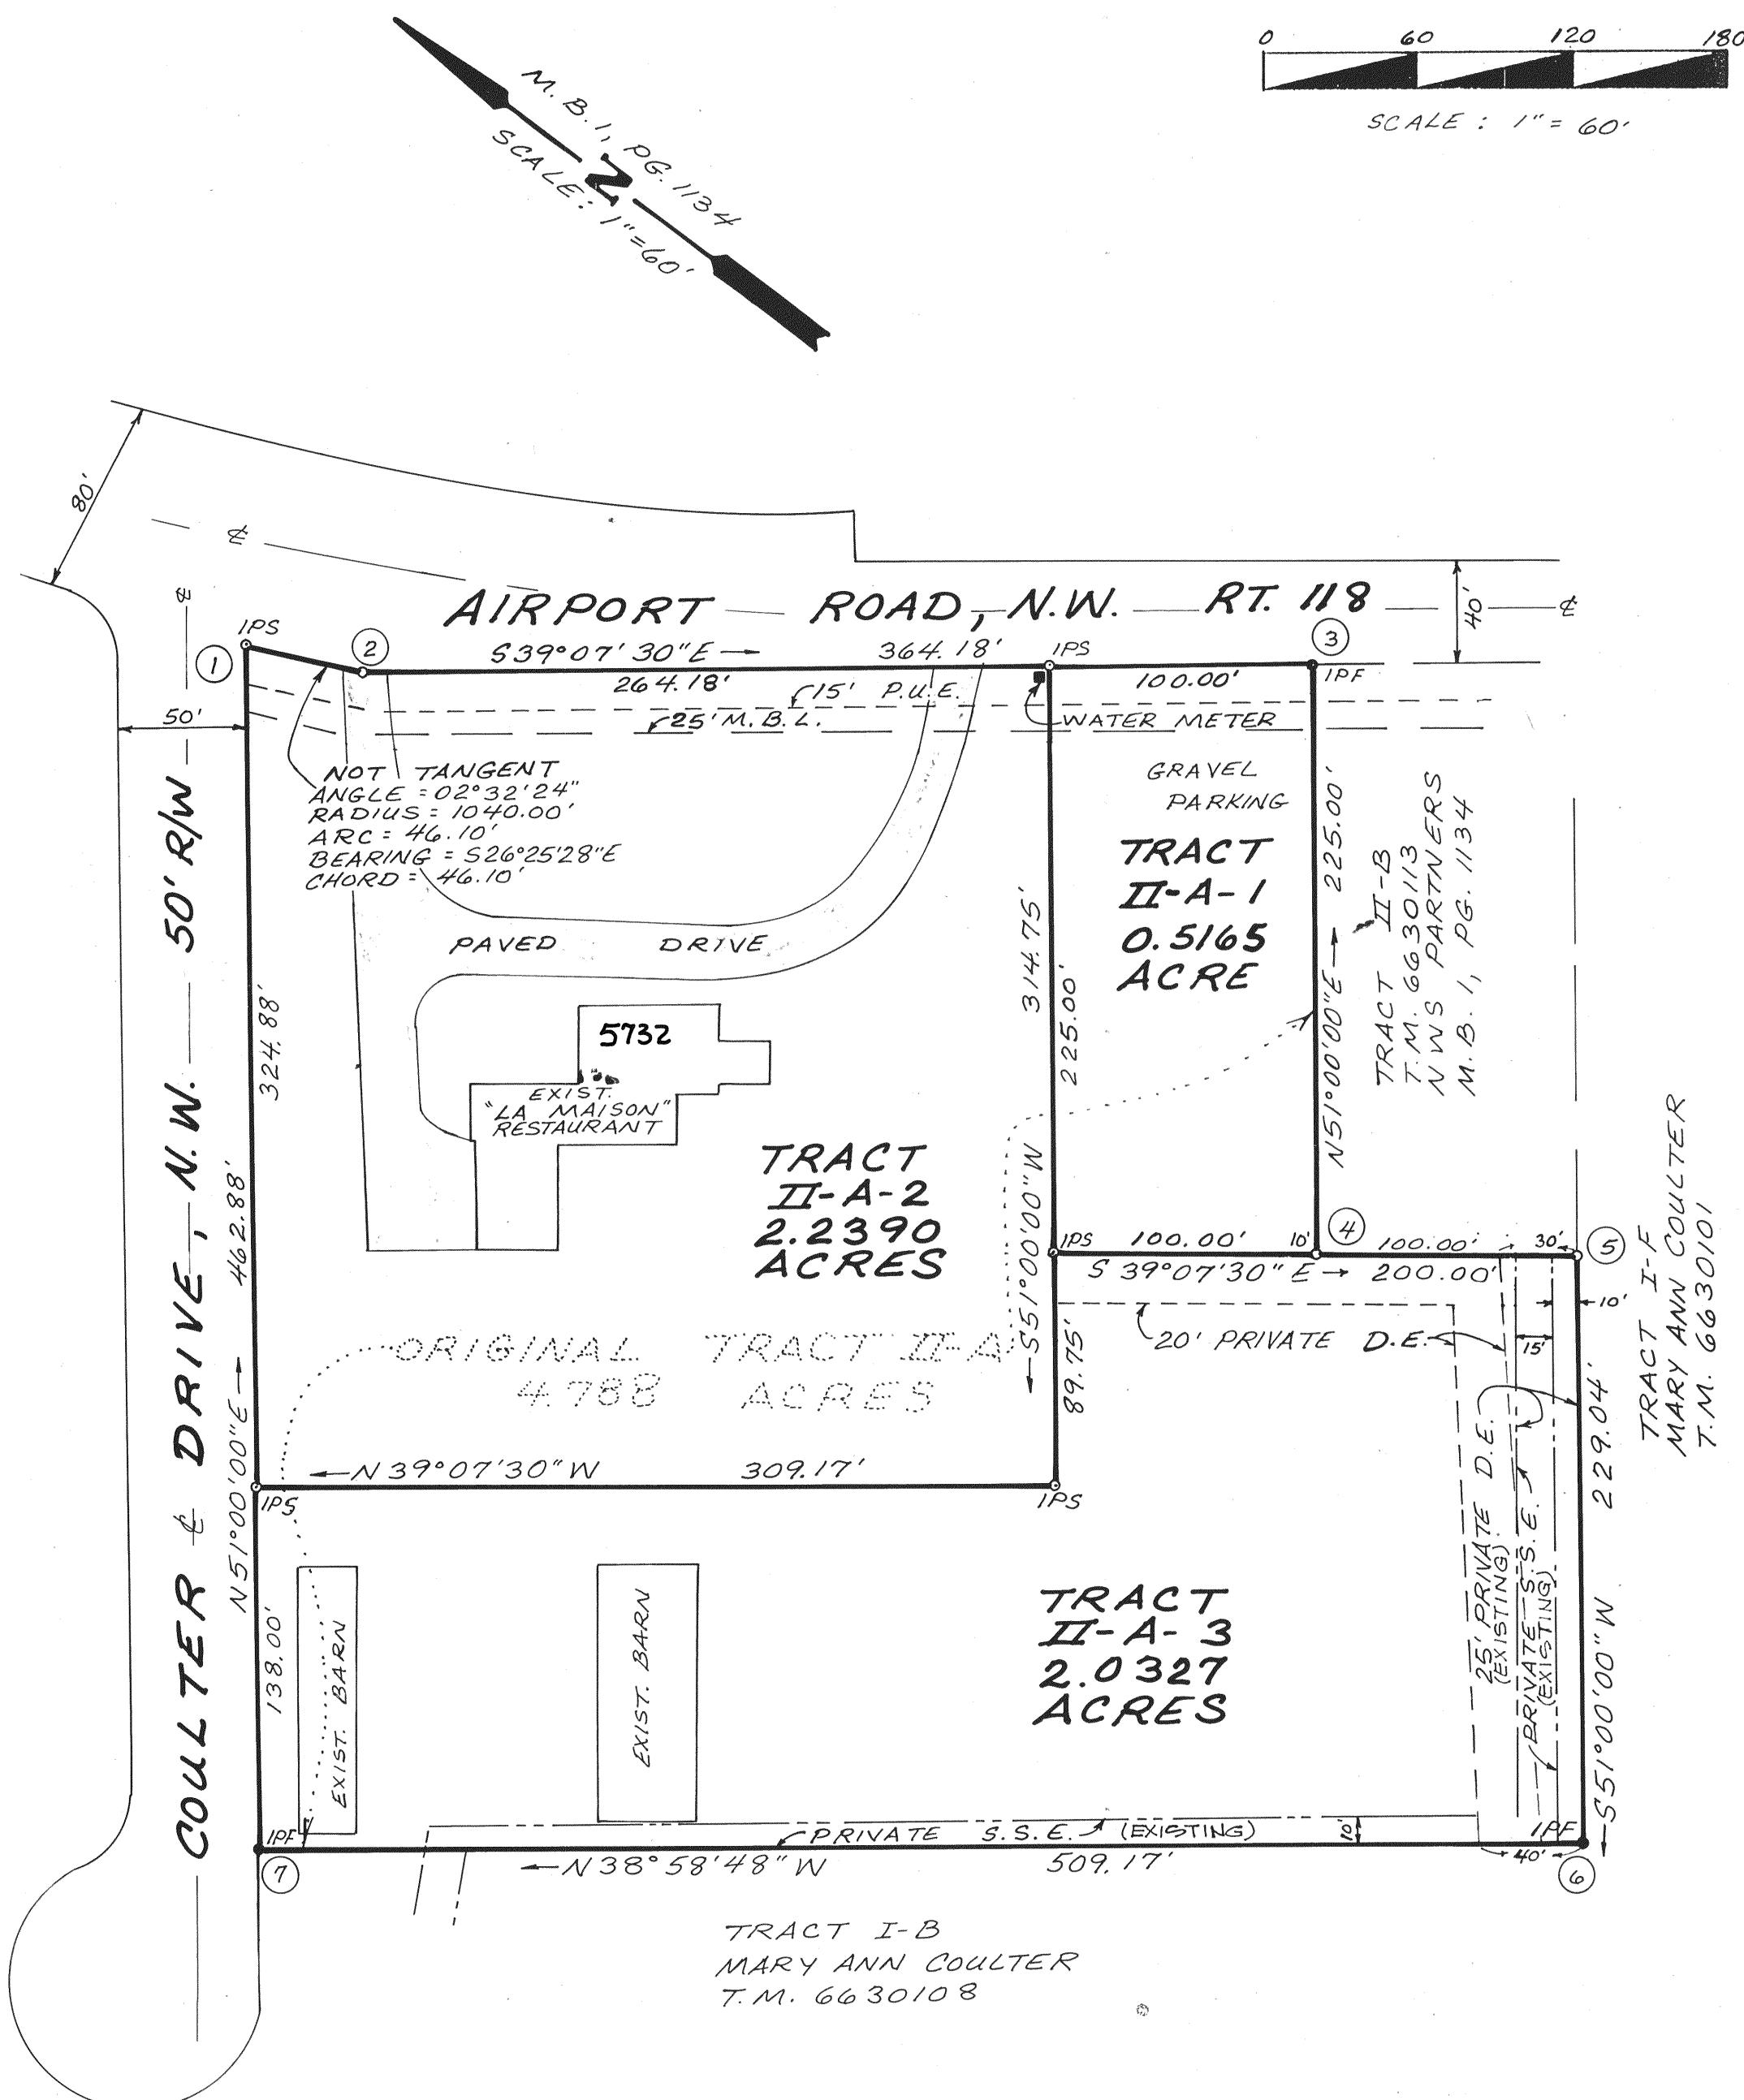 0 60 120 180
SCALE : 1" = 60'
M. B. 1, PG. 1134
N
SCALE: 1"=60'
80'
℄
℄
AIRPORT ROAD, N.W. RT. 118
℄
40'
IPS
1
2
S39°07'30"E → 364.18'
IPS
3
264.18'
100.00'
IPF
15' P.U.E.
25' M.B.L.
WATER METER
50'
NOT TANGENT
ANGLE = 02°32'24"
RADIUS = 1040.00'
ARC = 46.10'
BEARING = S26°25'28"E
CHORD = 46.10'
GRAVEL
PARKING
TRACT
II-A-1
0.5165
ACRE
PAVED DRIVE
5732
EXIST.
"LA MAISON"
RESTAURANT
TRACT
II-A-2
2.2390
ACRES
COULTER ℄ DRIVE, N.W. 50' R/W
324.88'
N51°00'00"E → 462.88'
138.00'
314.75'
225.00'
← S51°00'00"W
89.75'
N51°00'00"E → 225.00'
TRACT II-B
T.M. 6630113
NWS PARTNERS
M.B. 1, PG. 1134
IPS
100.00'
10'
4
100.00'
30'
5
S 39°07'30" E → 200.00'
10'
15'
20' PRIVATE D.E.
TRACT I-F
MARY ANN COULTER
T.M. 6630101
ORIGINAL TRACT II-A
4.788 ACRES
← N 39°07'30" W 309.17'
IPS
IPS
229.04'
← S51°00'00"W
25' PRIVATE D.E.
(EXISTING)
PRIVATE S.S.E.
(EXISTING)
EXIST. BARN
EXIST. BARN
TRACT
II-A-3
2.0327
ACRES
IPF
PRIVATE S.S.E. (EXISTING)
20'
IPF
7
← N 38°58'48" W 509.17'
40'
6
TRACT I-B
MARY ANN COULTER
T.M. 6630108